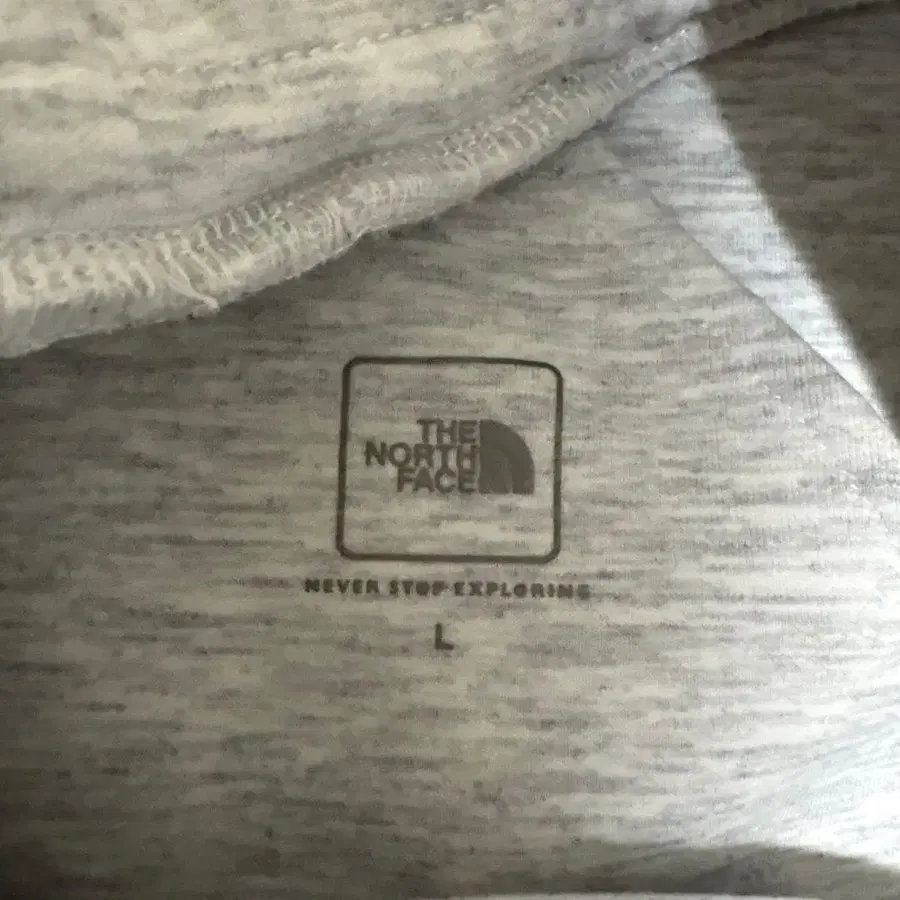 THE
NORTH
FACE
NEVER STOP EXPLORING
L